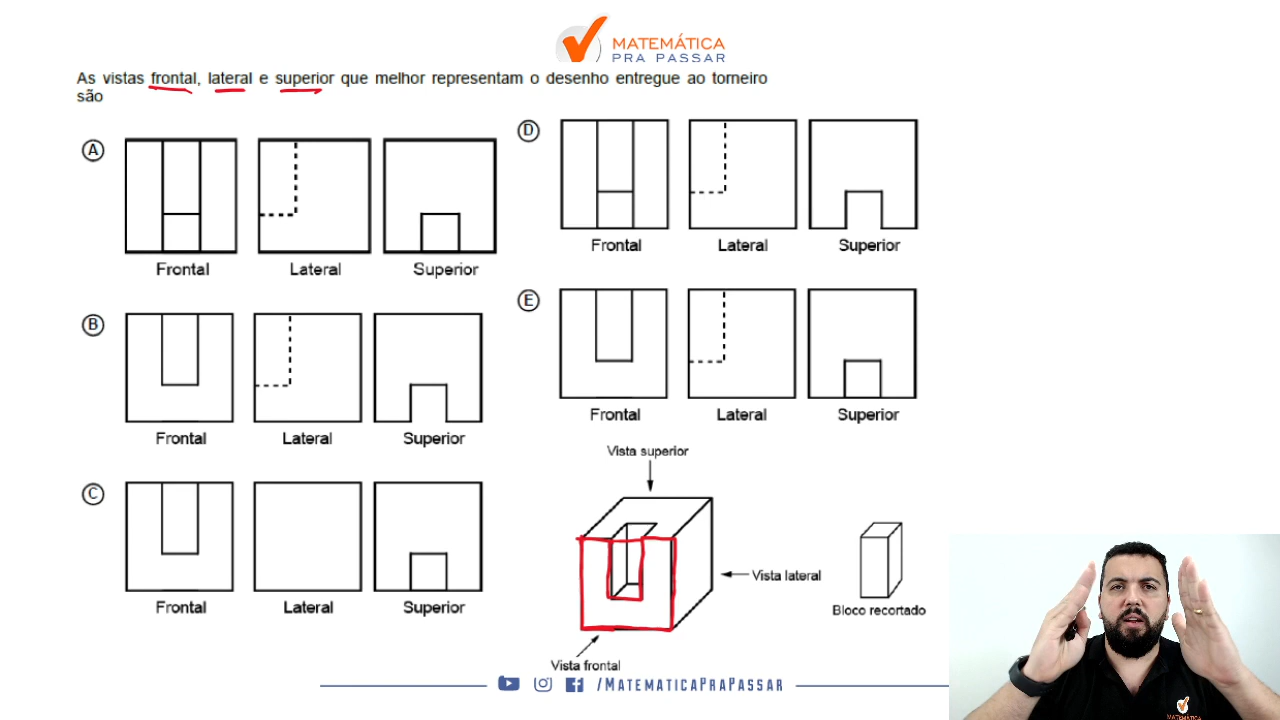 MATEMÁTICA
PRA PASSAR
As vistas frontal, lateral e superior que melhor representam o desenho entregue ao torneiro
são
A
Frontal Lateral Superior
B
Frontal Lateral Superior
C
Frontal Lateral Superior
D
Frontal Lateral Superior
E
Frontal Lateral Superior
Vista superior
Vista lateral
Bloco recortado
Vista frontal
/MATEMATICAPRAPASSAR
MATEMÁTICA